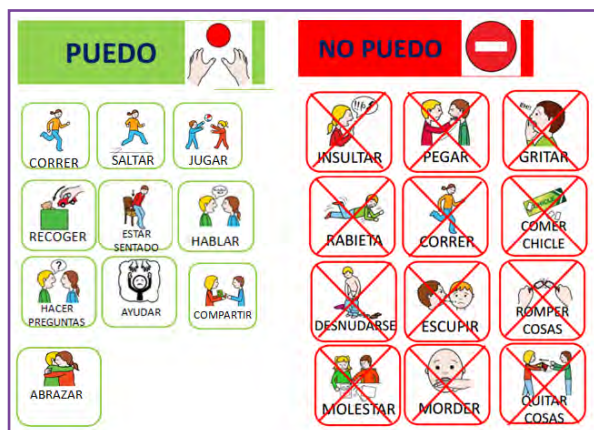 PUEDO
CORRER
SALTAR
JUGAR
RECOGER
ESTAR
SENTADO
HABLAR
HACER
PREGUNTAS
AYUDAR
COMPARTIR
ABRAZAR
NO PUEDO
INSULTAR
PEGAR
GRITAR
RABIETA
CORRER
COMER
CHICLE
DESNUDARSE
ESCUPIR
ROMPER
COSAS
MOLESTAR
MORDER
QUITAR
COSAS